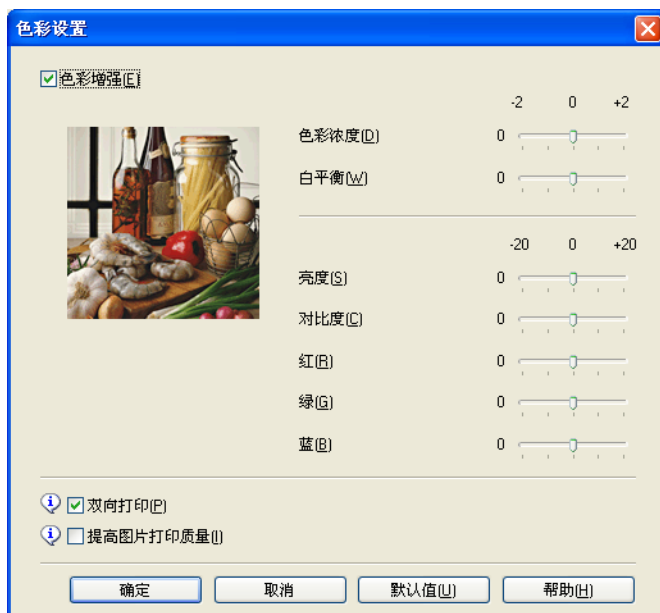 色彩设置
色彩增强(E)
-2 0 +2
色彩浓度(D) 0
白平衡(W) 0
-20 0 +20
亮度(S) 0
对比度(C) 0
红(R) 0
绿(G) 0
蓝(B) 0
双向打印(P)
提高图片打印质量(I)
确定 取消 默认值(U) 帮助(H)